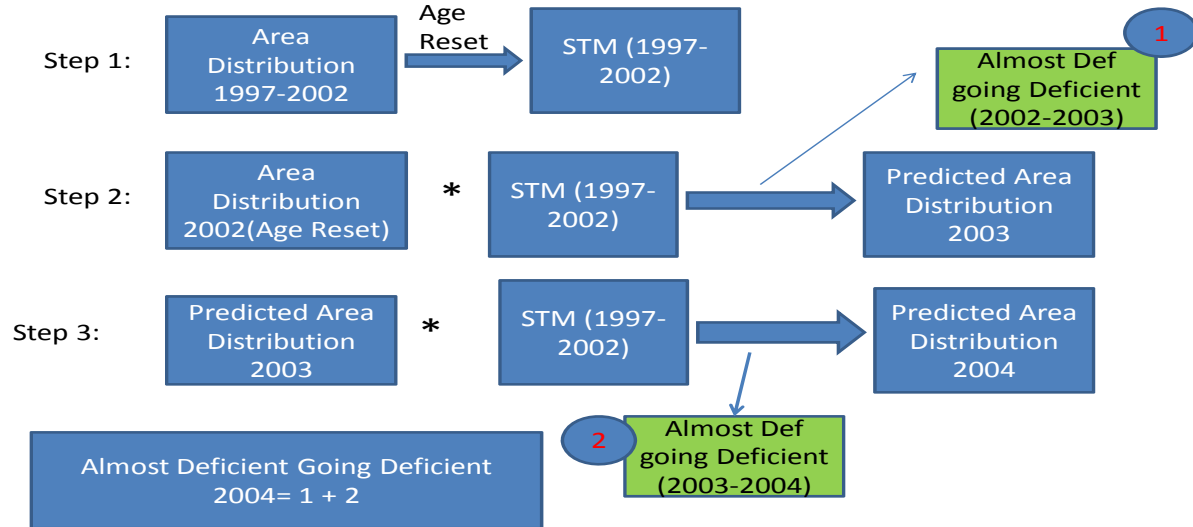 Step 1:
Area
Distribution
1997-2002
Age
Reset
STM (1997-
2002)
1
Almost Def
going Deficient
(2002-2003)
Step 2:
Area
Distribution
2002(Age Reset)
*
STM (1997-
2002)
Predicted Area
Distribution
2003
Step 3:
Predicted Area
Distribution
2003
*
STM (1997-
2002)
Predicted Area
Distribution
2004
2
Almost Def
going Deficient
(2003-2004)
Almost Deficient Going Deficient
2004= 1 + 2